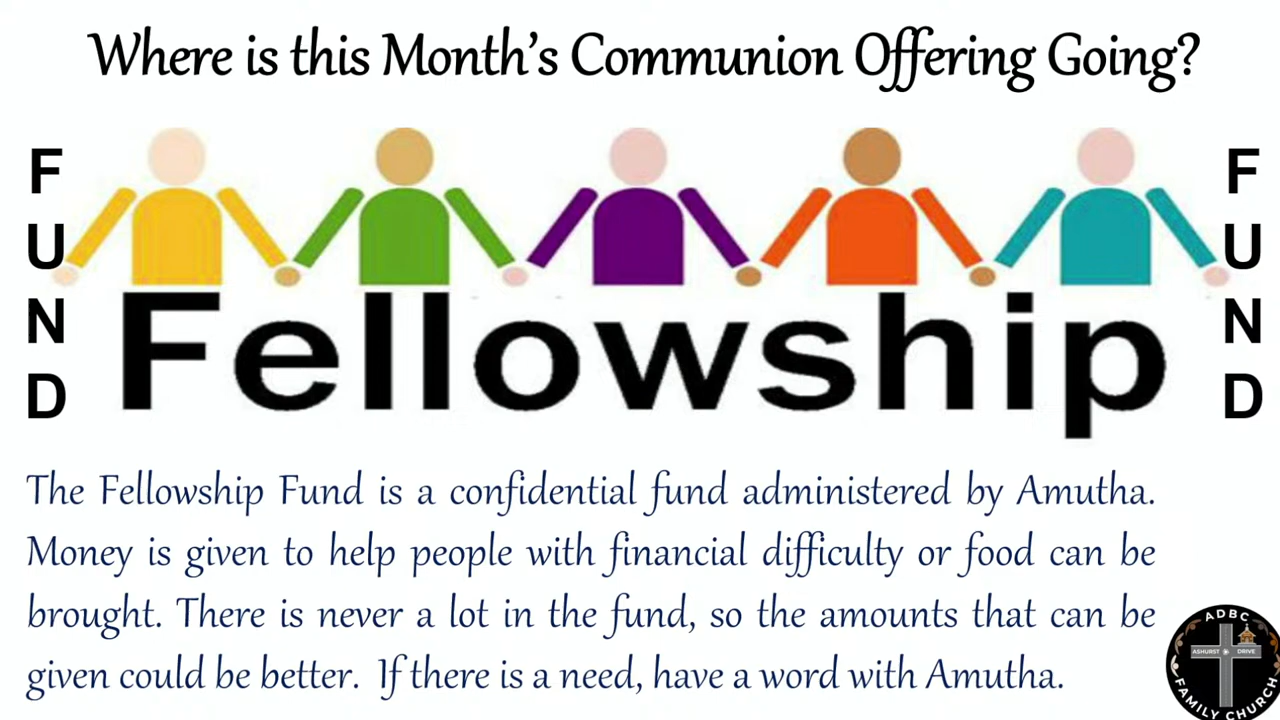 Where is this Month's Communion Offering Going?
FUND
Fellowship
FUND
The Fellowship Fund is a confidential fund administered by Amutha.
Money is given to help people with financial difficulty or food can be
brought. There is never a lot in the fund, so the amounts that can be
given could be better. If there is a need, have a word with Amutha.
ADBC
ASHURST DRIVE
FAMILY CHURCH